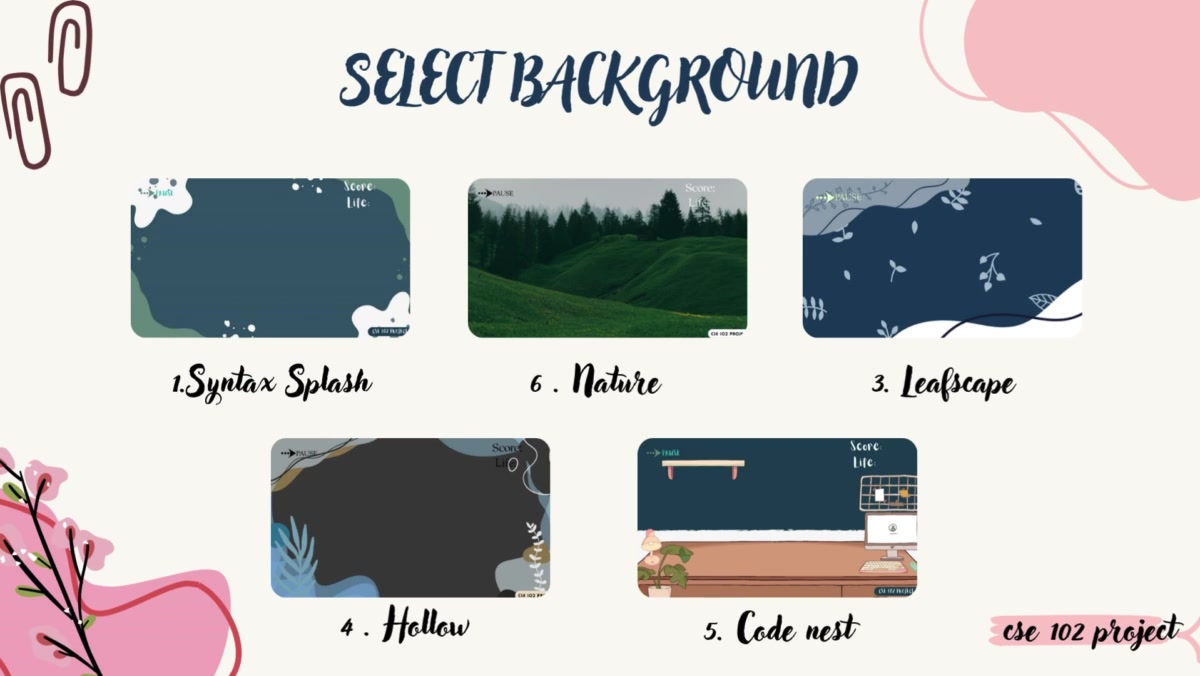 SELECT BACKGROUND
PAUSE
Score:
Life:
CSE 102 PROJECT
1.Syntax Splash
PAUSE
Score:
Life:
CSE 102 PROJ
6 . Nature
PAUSE
3. Leafscape
PAUSE
Score:
Life:
CSE 102 PR
4 . Hollow
PAUSE
Score:
Life:
CSE 102 PROJECT
5. Code nest
cse 102 project